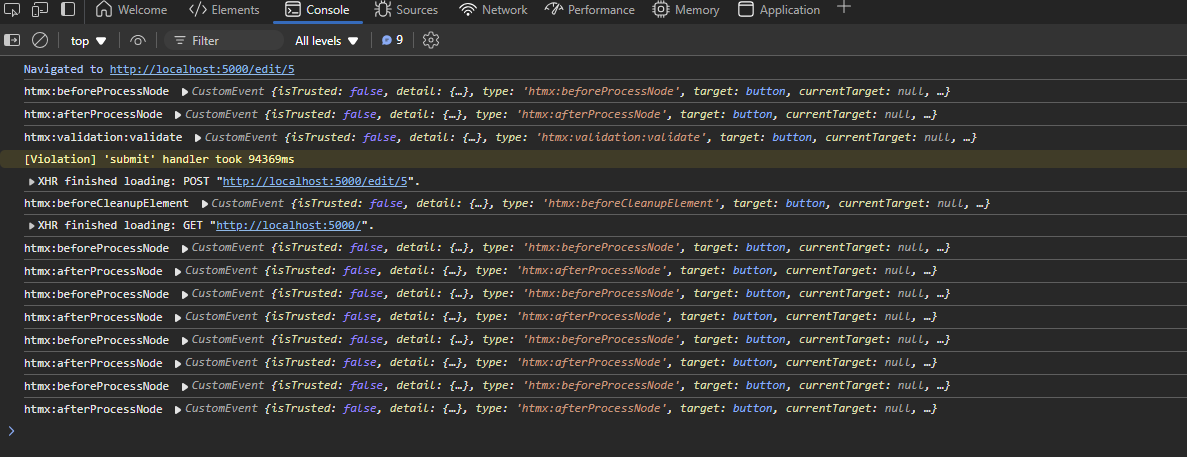 Welcome Elements Console Sources Network Performance Memory Application
top Filter All levels 9
Navigated to http://localhost:5000/edit/5
htmx:beforeProcessNode CustomEvent {isTrusted: false, detail: {…}, type: 'htmx:beforeProcessNode', target: button, currentTarget: null, …}
htmx:afterProcessNode CustomEvent {isTrusted: false, detail: {…}, type: 'htmx:afterProcessNode', target: button, currentTarget: null, …}
htmx:validation:validate CustomEvent {isTrusted: false, detail: {…}, type: 'htmx:validation:validate', target: button, currentTarget: null, …}
[Violation] 'submit' handler took 94369ms
XHR finished loading: POST "http://localhost:5000/edit/5".
htmx:beforeCleanupElement CustomEvent {isTrusted: false, detail: {…}, type: 'htmx:beforeCleanupElement', target: button, currentTarget: null, …}
XHR finished loading: GET "http://localhost:5000/".
htmx:beforeProcessNode CustomEvent {isTrusted: false, detail: {…}, type: 'htmx:beforeProcessNode', target: button, currentTarget: null, …}
htmx:afterProcessNode CustomEvent {isTrusted: false, detail: {…}, type: 'htmx:afterProcessNode', target: button, currentTarget: null, …}
htmx:beforeProcessNode CustomEvent {isTrusted: false, detail: {…}, type: 'htmx:beforeProcessNode', target: button, currentTarget: null, …}
htmx:afterProcessNode CustomEvent {isTrusted: false, detail: {…}, type: 'htmx:afterProcessNode', target: button, currentTarget: null, …}
htmx:beforeProcessNode CustomEvent {isTrusted: false, detail: {…}, type: 'htmx:beforeProcessNode', target: button, currentTarget: null, …}
htmx:afterProcessNode CustomEvent {isTrusted: false, detail: {…}, type: 'htmx:afterProcessNode', target: button, currentTarget: null, …}
htmx:beforeProcessNode CustomEvent {isTrusted: false, detail: {…}, type: 'htmx:beforeProcessNode', target: button, currentTarget: null, …}
htmx:afterProcessNode CustomEvent {isTrusted: false, detail: {…}, type: 'htmx:afterProcessNode', target: button, currentTarget: null, …}